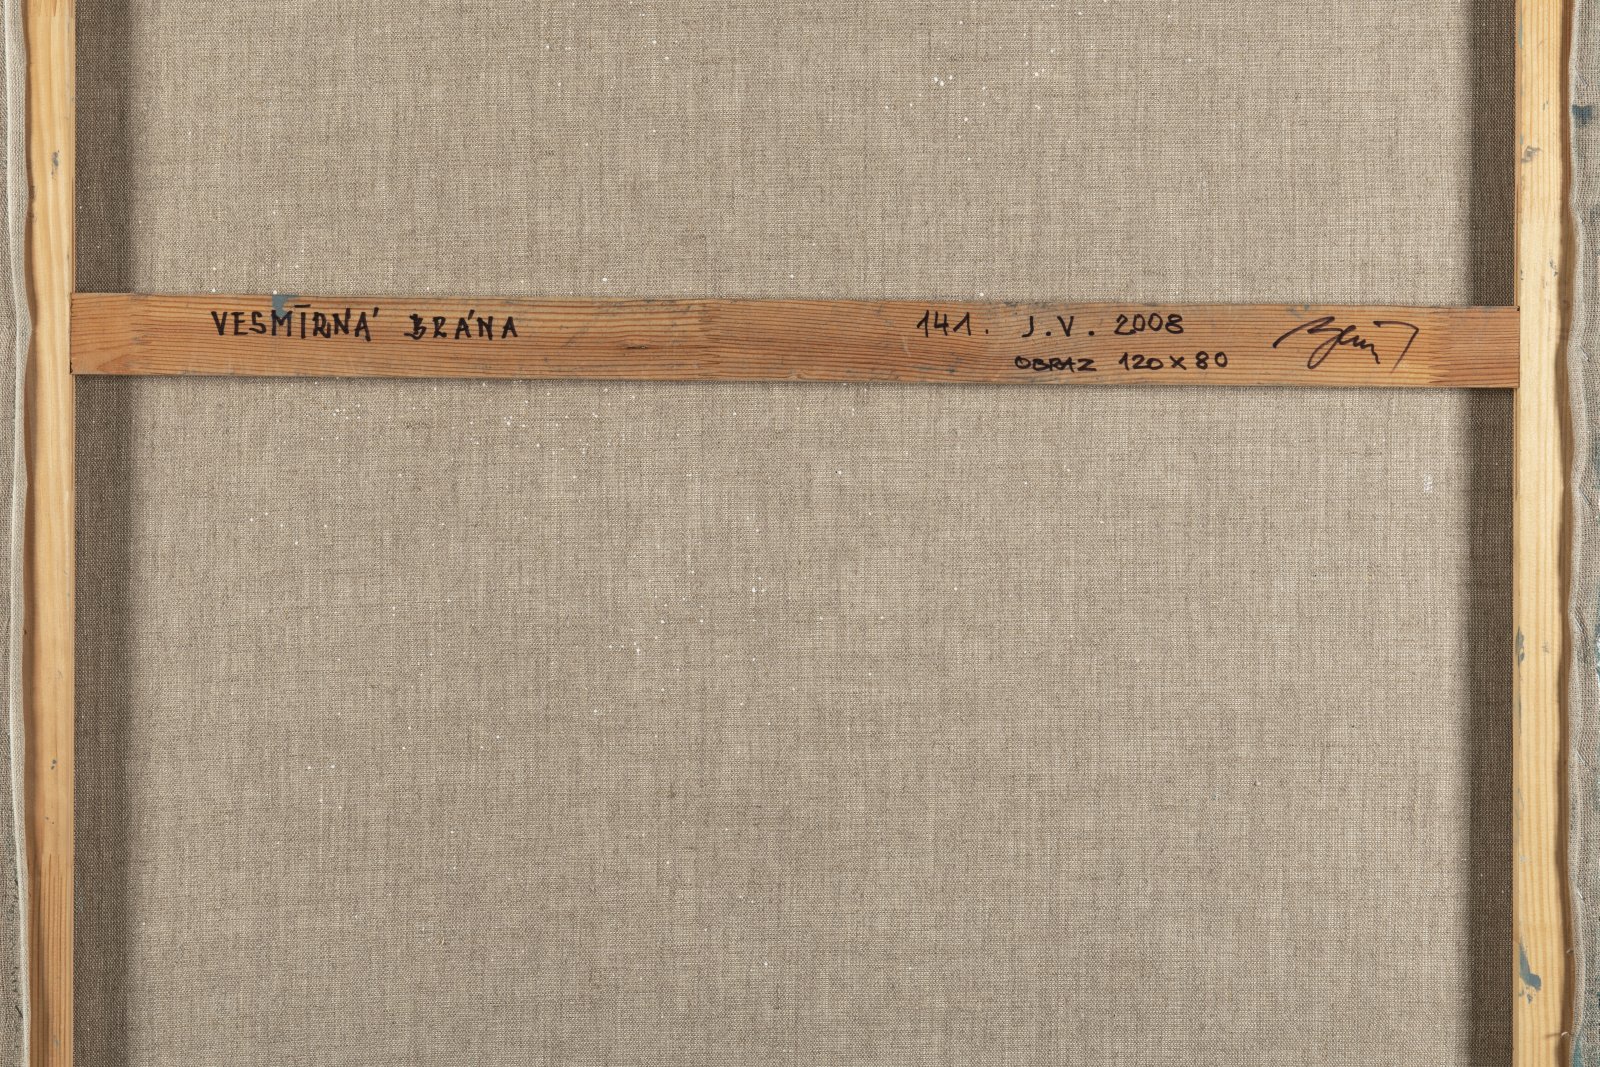 VESMÍRNÁ BRÁNA
141. J.V. 2008
OBRAZ 120 x 80